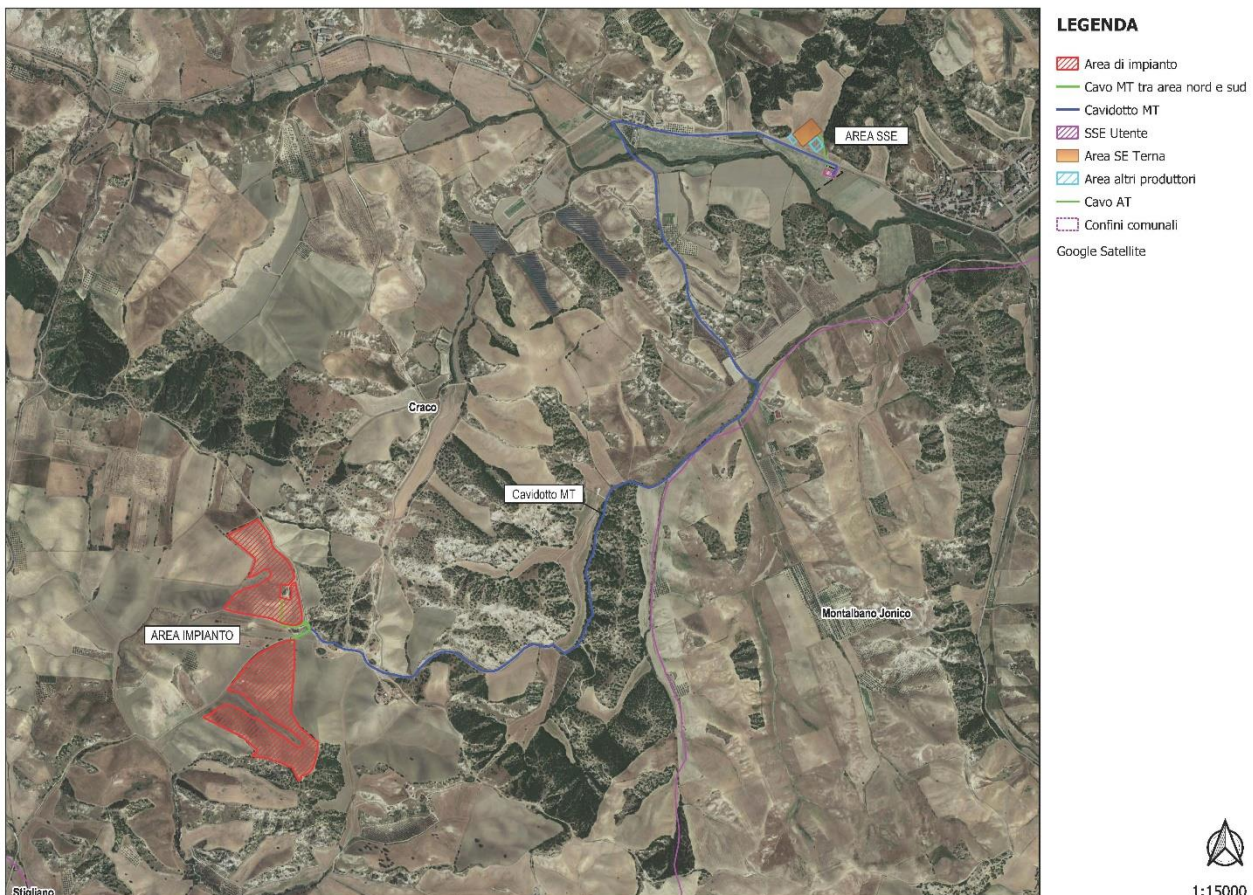 LEGENDA
Area di impianto
Cavo MT tra area nord e sud
Cavidotto MT
SSE Utente
Area SE Terna
Area altri produttori
Cavo AT
Confini comunali
Google Satellite
AREA SSE
Craco
Cavidotto MT
Montalbano Jonico
AREA IMPIANTO
Stigliano
1:15000